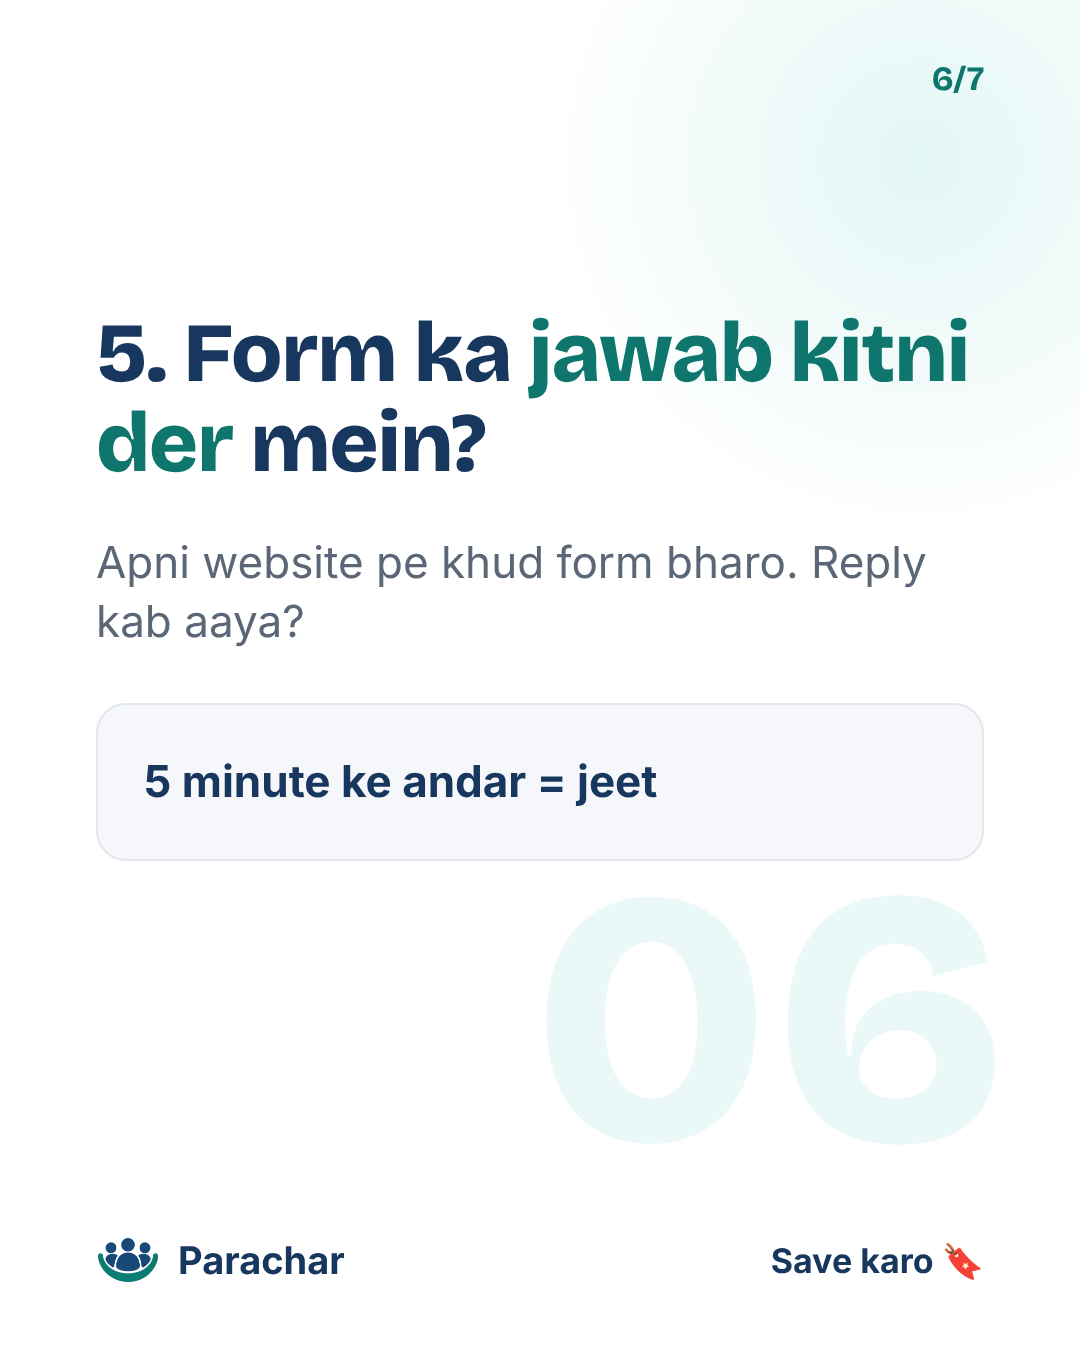 6/7
5. Form ka jawab kitni
der mein?
Apni website pe khud form bharo. Reply
kab aaya?
5 minute ke andar = jeet
06
Parachar
Save karo 🔖